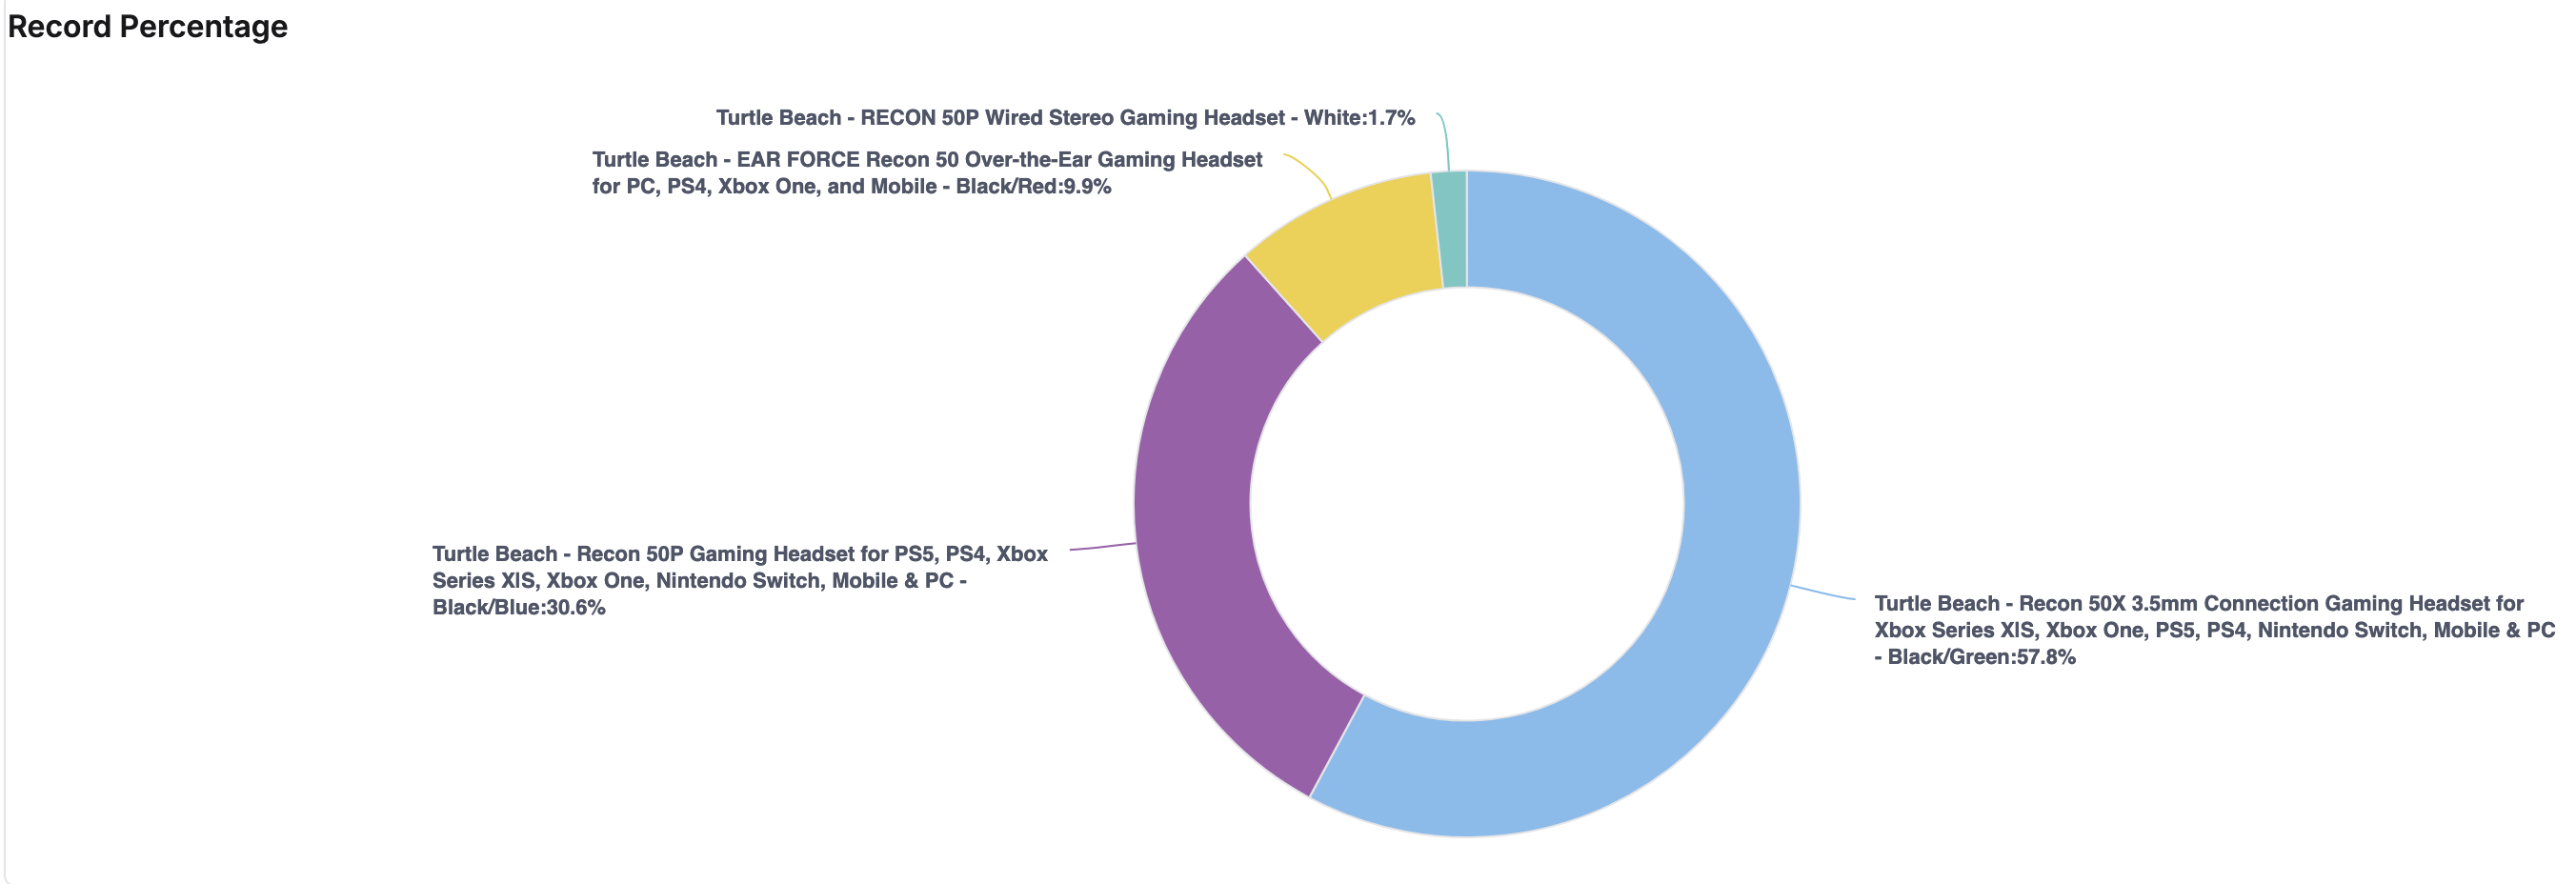 Record Percentage
Turtle Beach - RECON 50P Wired Stereo Gaming Headset - White:1.7%
Turtle Beach - EAR FORCE Recon 50 Over-the-Ear Gaming Headset
for PC, PS4, Xbox One, and Mobile - Black/Red:9.9%
Turtle Beach - Recon 50P Gaming Headset for PS5, PS4, Xbox
Series X|S, Xbox One, Nintendo Switch, Mobile & PC -
Black/Blue:30.6%
Turtle Beach - Recon 50X 3.5mm Connection Gaming Headset for
Xbox Series X|S, Xbox One, PS5, PS4, Nintendo Switch, Mobile & PC
- Black/Green:57.8%